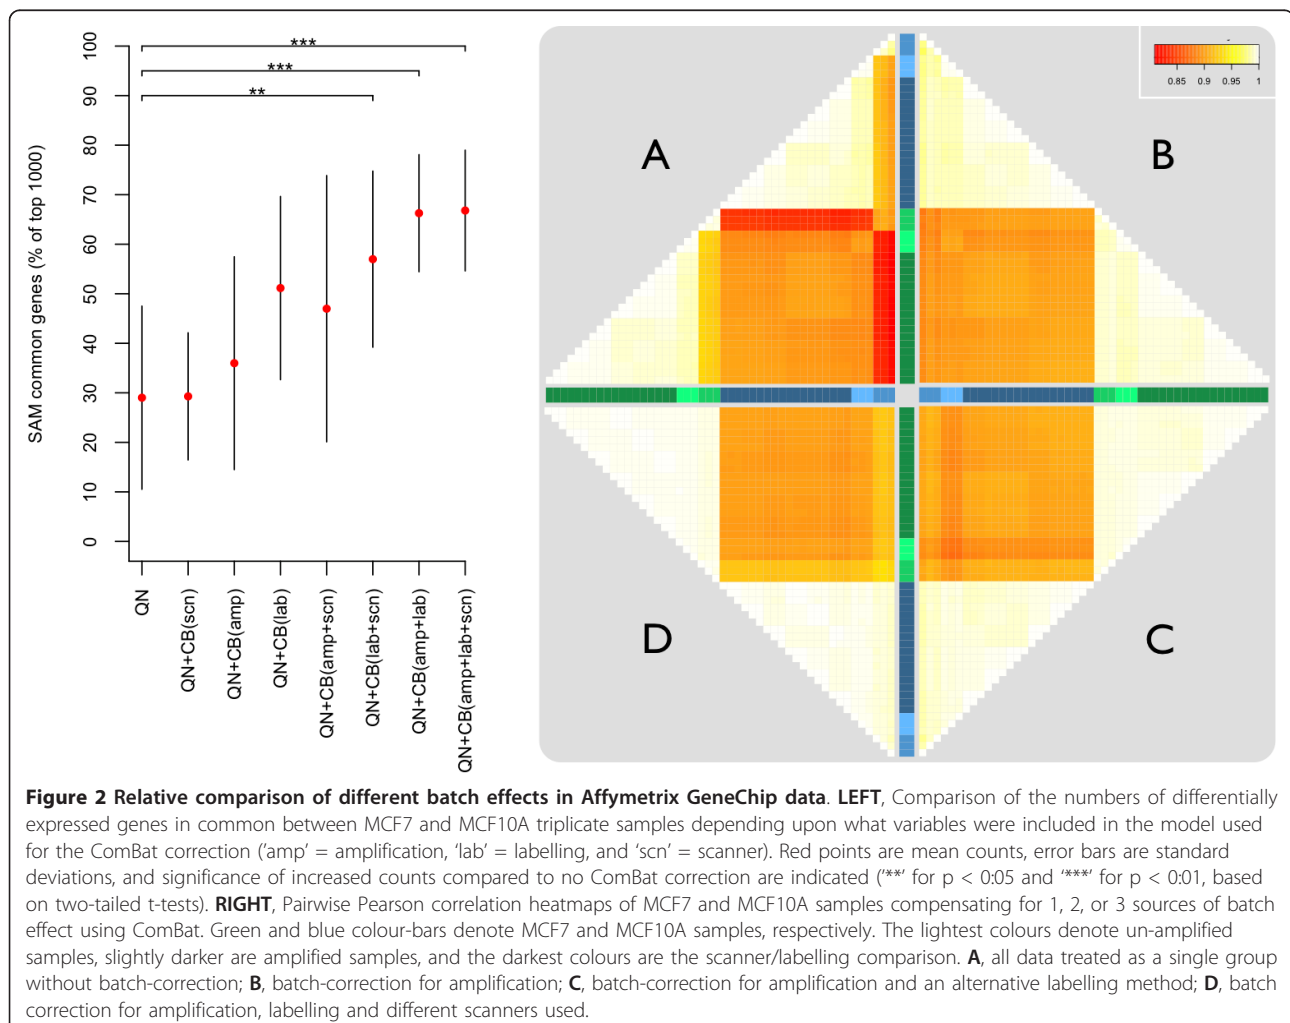 SAM common genes (% of top 1000)
100
90
80
70
60
50
40
30
20
10
0
***
***
**
QN
QN+CB(scn)
QN+CB(amp)
QN+CB(lab)
QN+CB(amp+scn)
QN+CB(lab+scn)
QN+CB(amp+lab)
QN+CB(amp+lab+scn)
A
B
0.85 0.9 0.95 1
D
C
Figure 2 Relative comparison of different batch effects in Affymetrix GeneChip data. LEFT, Comparison of the numbers of differentially
expressed genes in common between MCF7 and MCF10A triplicate samples depending upon what variables were included in the model used
for the ComBat correction ('amp' = amplification, 'lab' = labelling, and 'scn' = scanner). Red points are mean counts, error bars are standard
deviations, and significance of increased counts compared to no ComBat correction are indicated ('**' for p < 0:05 and '***' for p < 0:01, based
on two-tailed t-tests). RIGHT, Pairwise Pearson correlation heatmaps of MCF7 and MCF10A samples compensating for 1, 2, or 3 sources of batch
effect using ComBat. Green and blue colour-bars denote MCF7 and MCF10A samples, respectively. The lightest colours denote un-amplified
samples, slightly darker are amplified samples, and the darkest colours are the scanner/labelling comparison. A, all data treated as a single group
without batch-correction; B, batch-correction for amplification; C, batch-correction for amplification and an alternative labelling method; D, batch
correction for amplification, labelling and different scanners used.